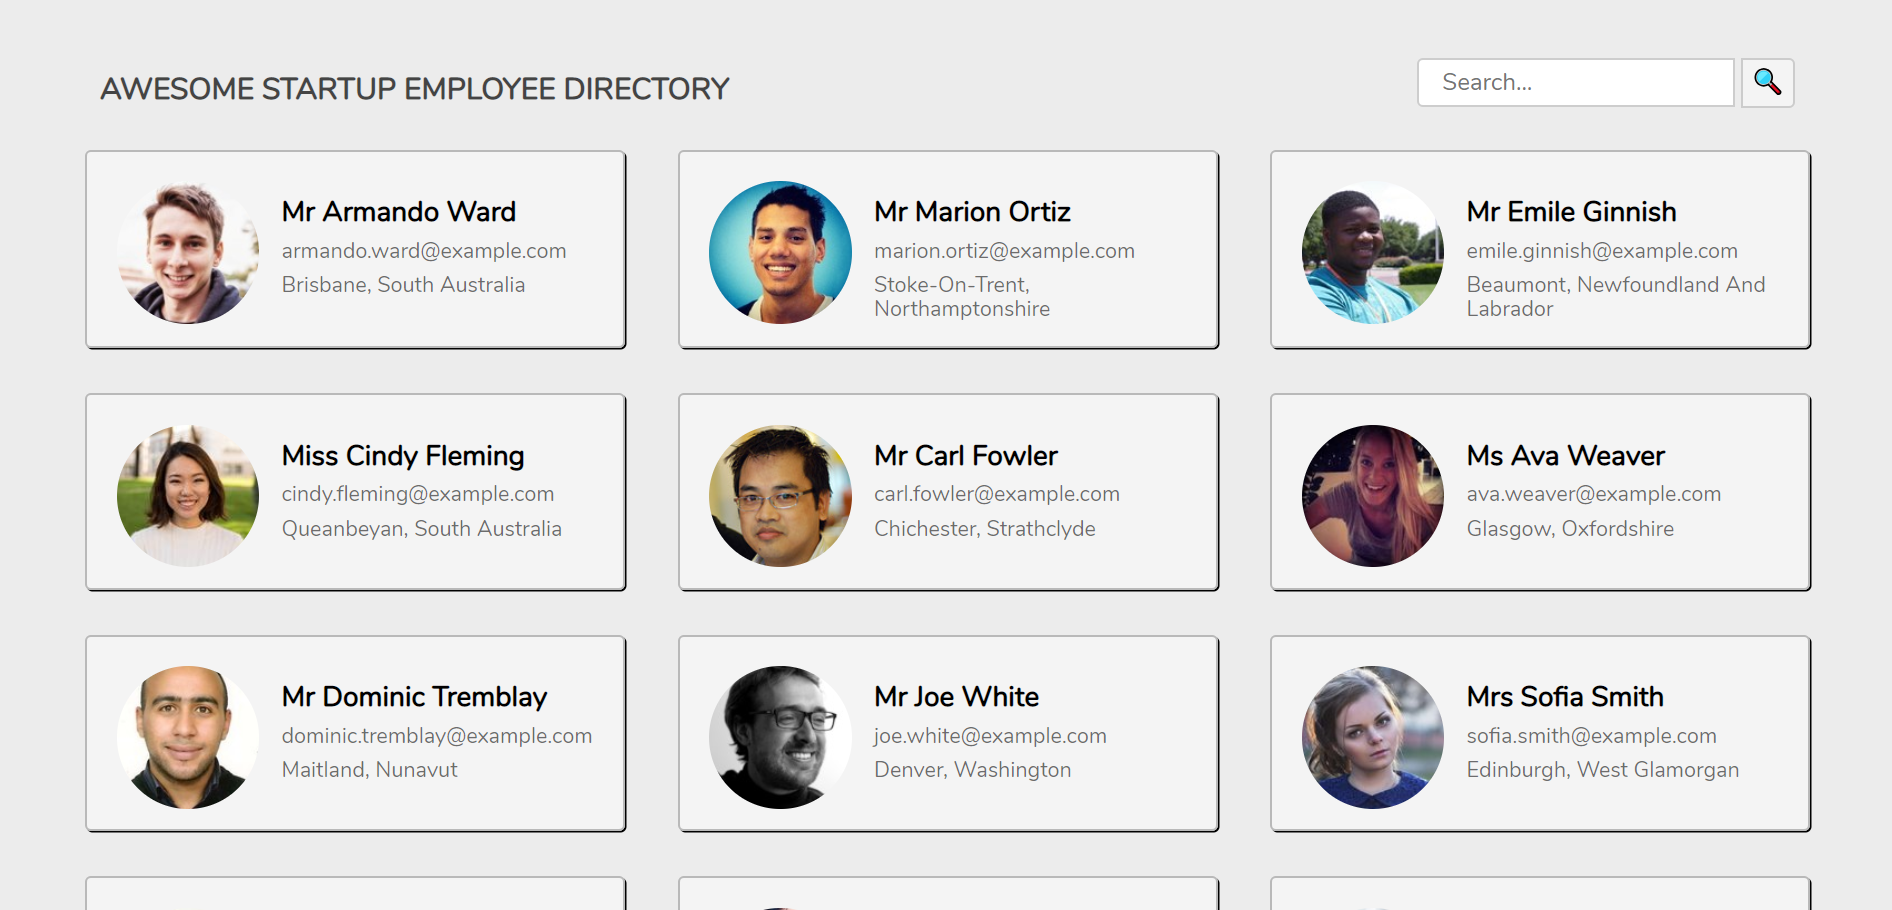 AWESOME STARTUP EMPLOYEE DIRECTORY
Search...
Mr Armando Ward
armando.ward@example.com
Brisbane, South Australia
Mr Marion Ortiz
marion.ortiz@example.com
Stoke-On-Trent,
Northamptonshire
Mr Emile Ginnish
emile.ginnish@example.com
Beaumont, Newfoundland And
Labrador
Miss Cindy Fleming
cindy.fleming@example.com
Queanbeyan, South Australia
Mr Carl Fowler
carl.fowler@example.com
Chichester, Strathclyde
Ms Ava Weaver
ava.weaver@example.com
Glasgow, Oxfordshire
Mr Dominic Tremblay
dominic.tremblay@example.com
Maitland, Nunavut
Mr Joe White
joe.white@example.com
Denver, Washington
Mrs Sofia Smith
sofia.smith@example.com
Edinburgh, West Glamorgan